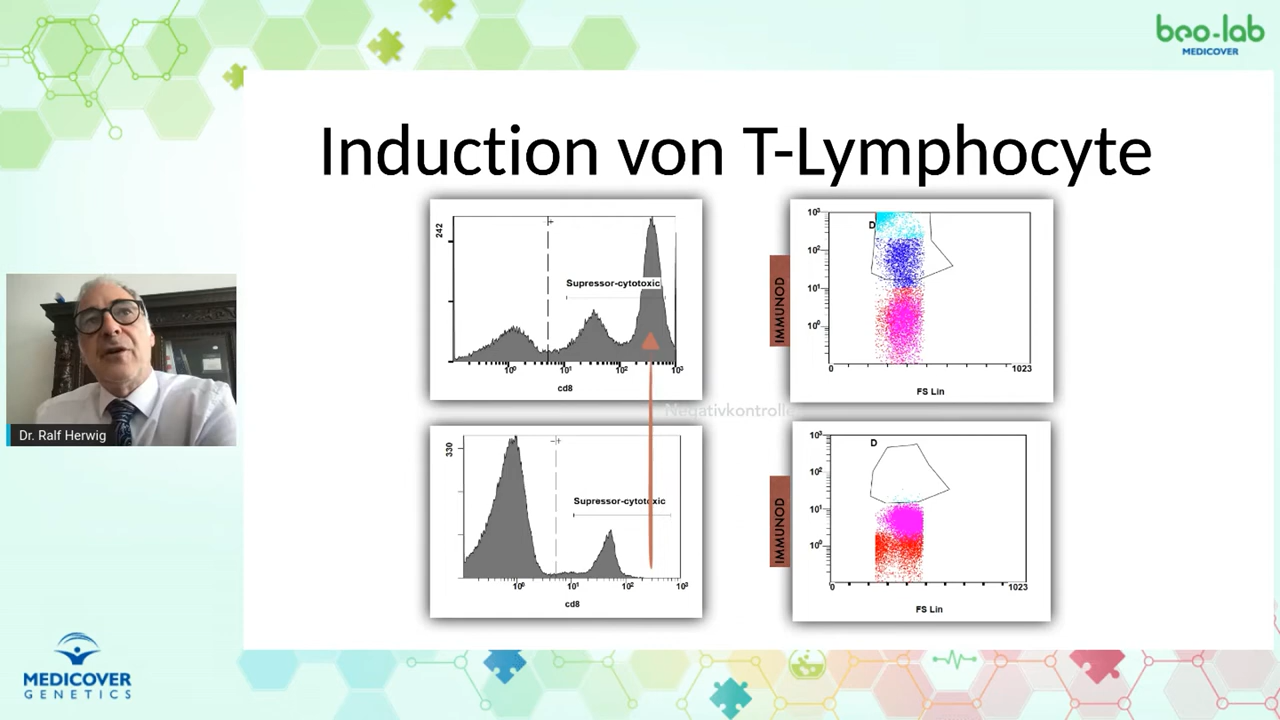 beo-lab
MEDICOVER
Induction von T-Lymphocyte
242
Supressor-cytotoxic
10⁰ 10¹ 10² 10³
cd8
IMMUNOD
10³
D
10²
10¹
10⁰
0 1023
FS Lin
Negativkontrolle
330
Supressor-cytotoxic
10⁰ 10¹ 10² 10³
cd8
IMMUNOD
10³
D
10²
10¹
10⁰
0 1023
FS Lin
Dr. Ralf Herwig
MEDICOVER
GENETICS